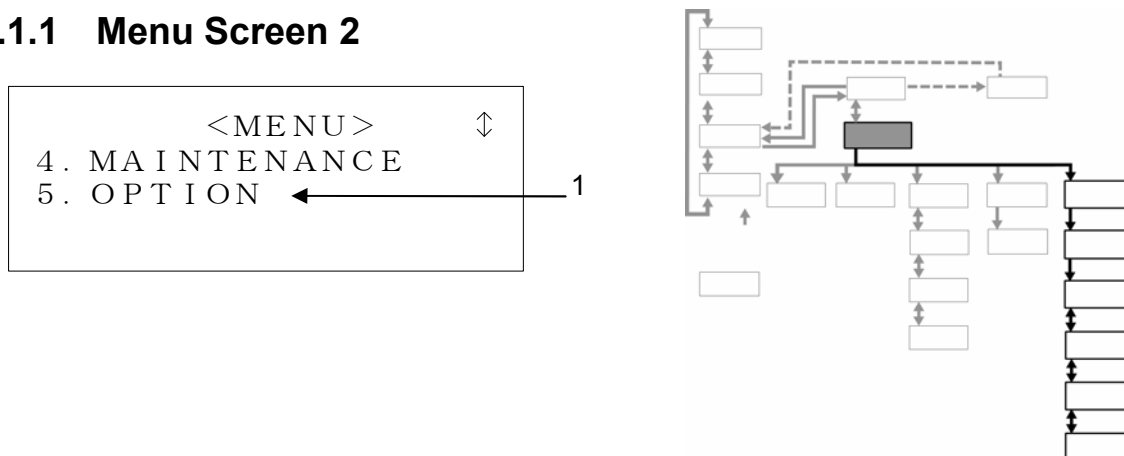 .1.1 Menu Screen 2
<MENU> ↕
4. MAINTENANCE
5. OPTION
1